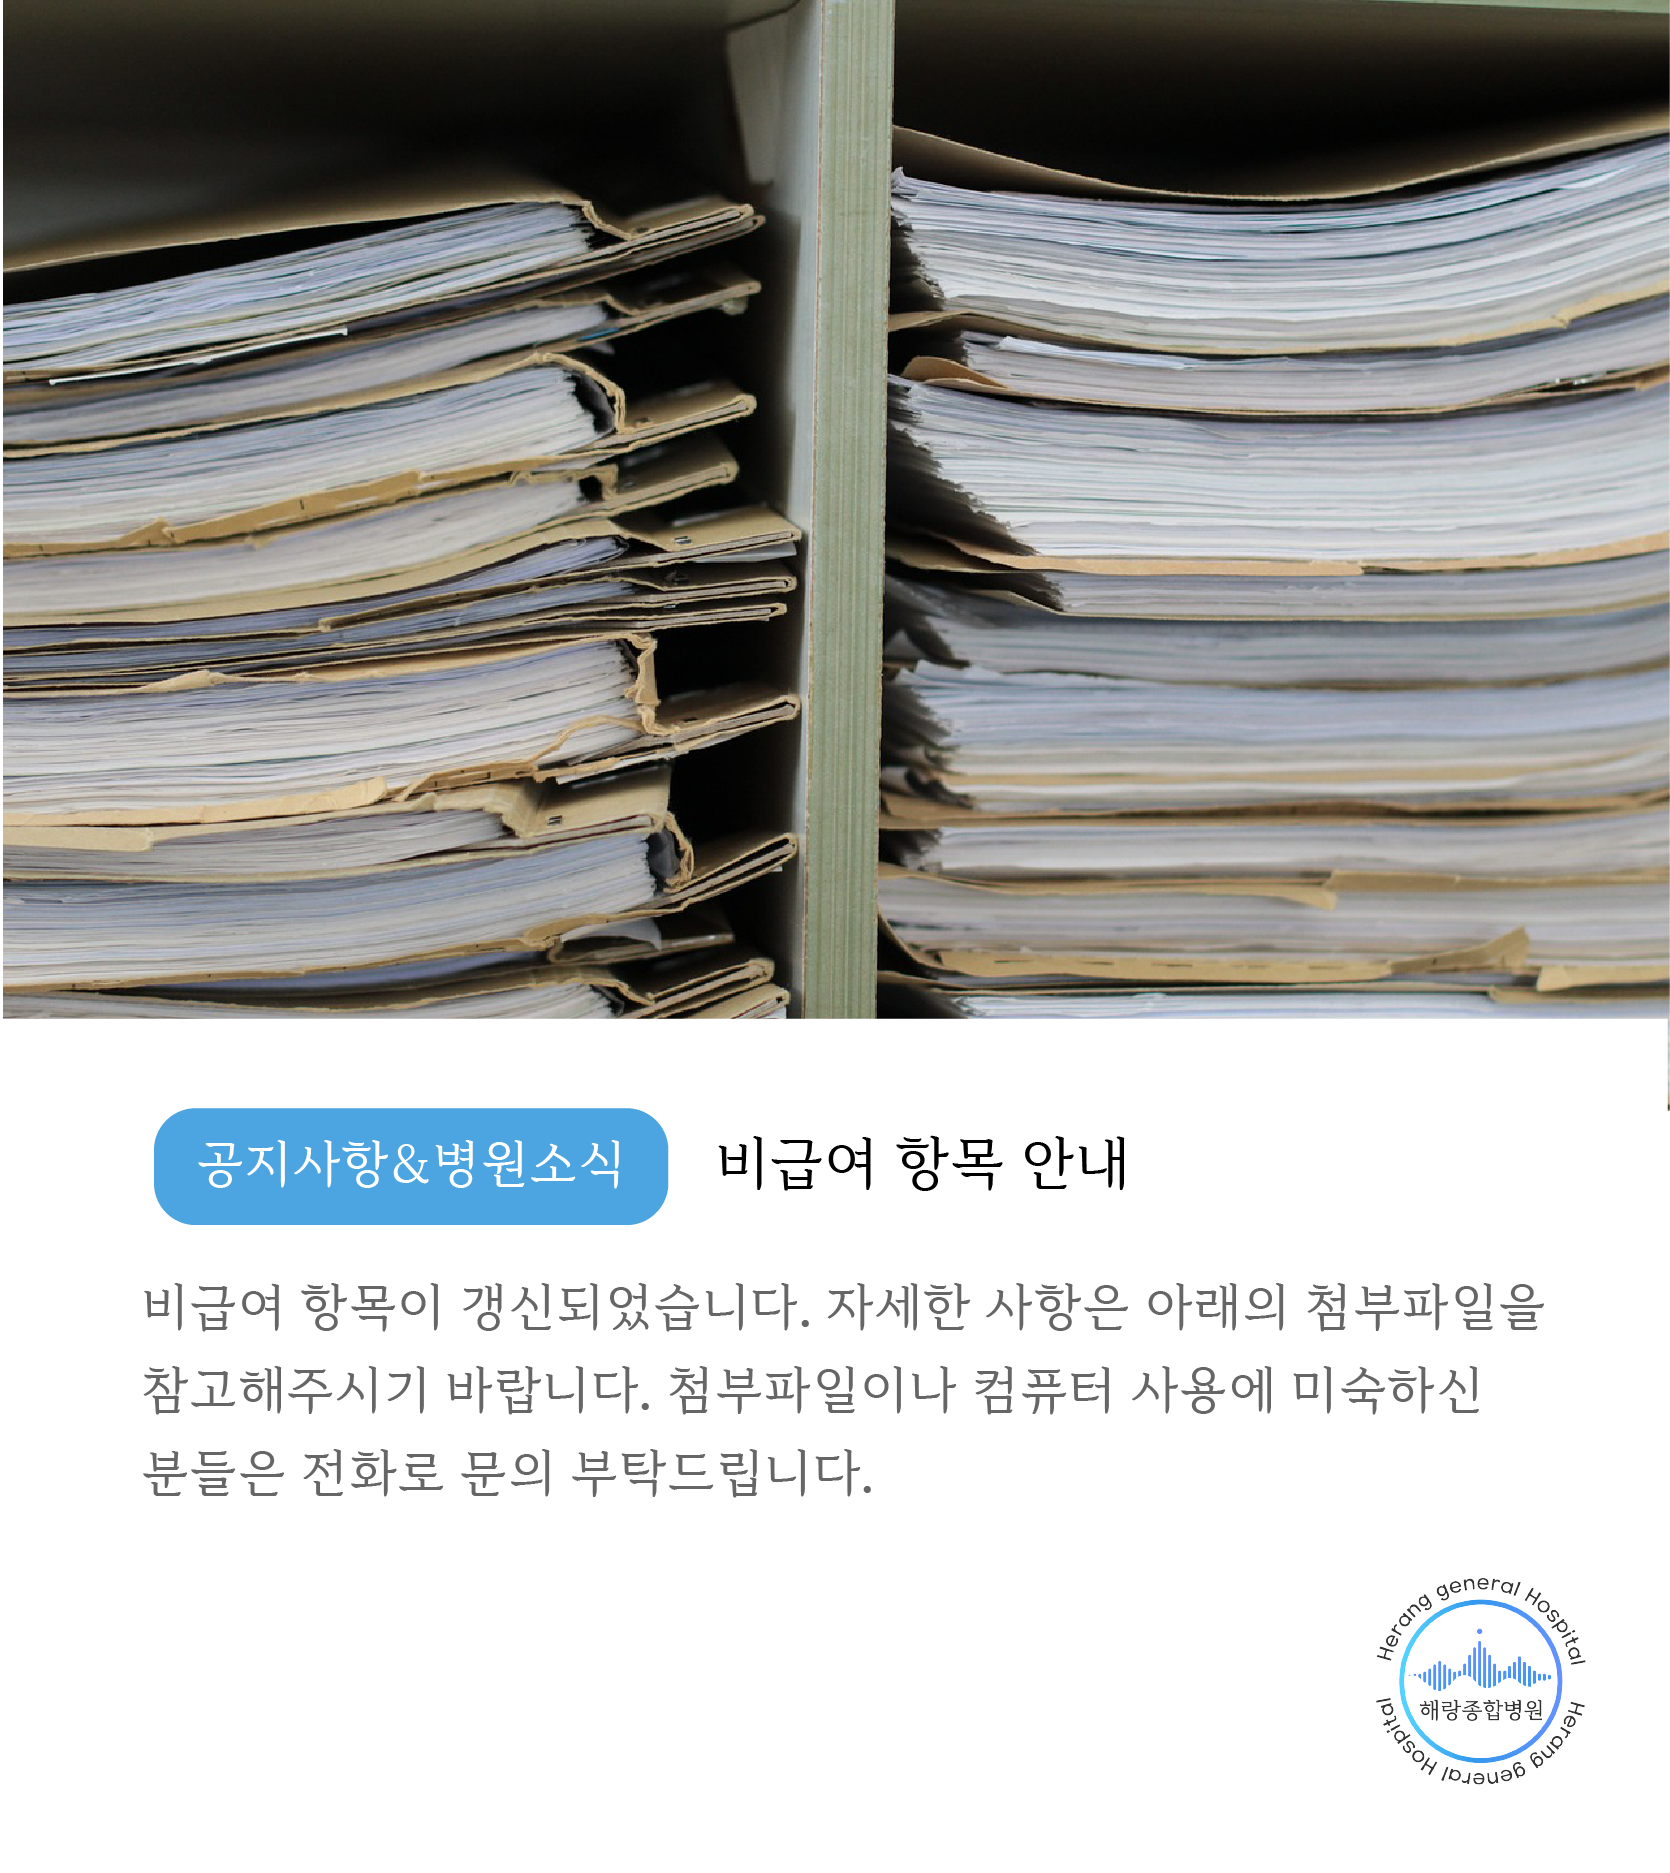 공지사항&병원소식
비급여 항목 안내
비급여 항목이 갱신되었습니다. 자세한 사항은 아래의 첨부파일을
참고해주시기 바랍니다. 첨부파일이나 컴퓨터 사용에 미숙하신
분들은 전화로 문의 부탁드립니다.
Herang general Hospital
해랑종합병원
Herang general Hospital